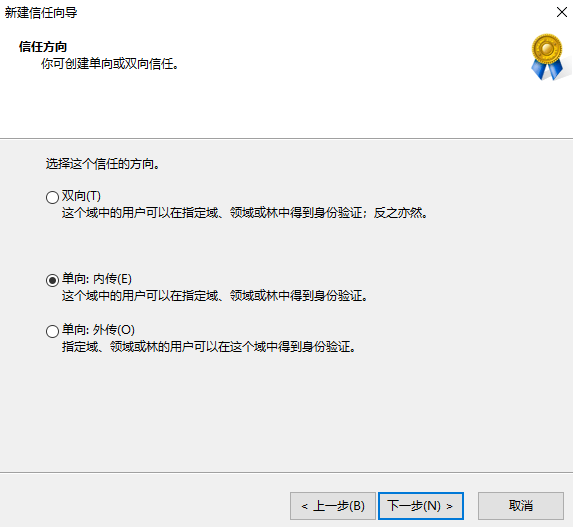 新建信任向导
信任方向
你可创建单向或双向信任。
选择这个信任的方向。
双向(T)
这个域中的用户可以在指定域、领域或林中得到身份验证；反之亦然。
单向: 内传(E)
这个域中的用户可以在指定域、领域或林中得到身份验证。
单向: 外传(O)
指定域、领域或林的用户可以在这个域中得到身份验证。
< 上一步(B)
下一步(N) >
取消